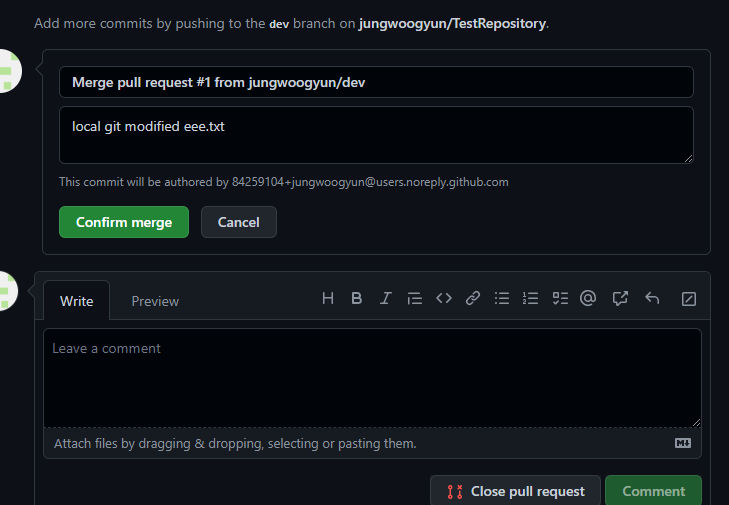 Add more commits by pushing to the dev branch on jungwoogyun/TestRepository.
Merge pull request #1 from jungwoogyun/dev
local git modified eee.txt
This commit will be authored by 84259104+jungwoogyun@users.noreply.github.com
Confirm merge Cancel
Write Preview
Leave a comment
Attach files by dragging & dropping, selecting or pasting them.
Close pull request Comment